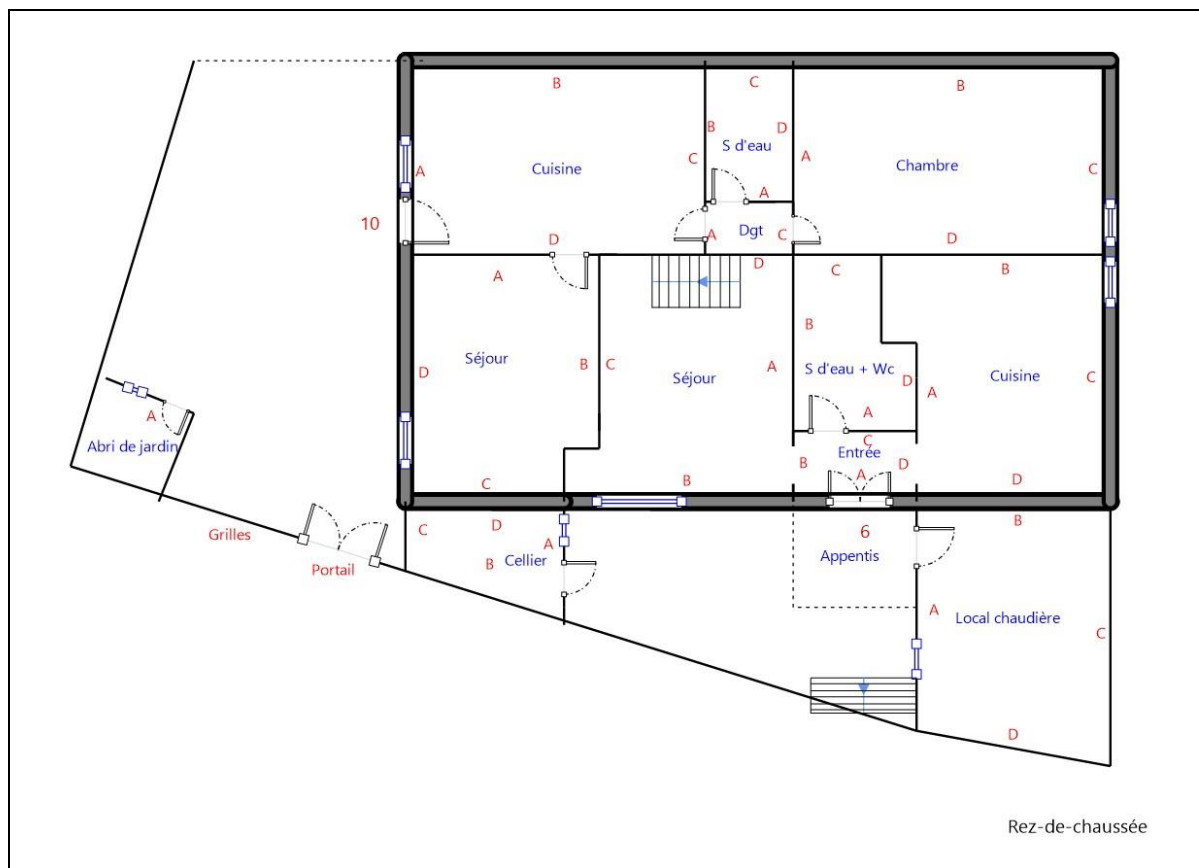 B
C
B
B
D
S d'eau
A
Cuisine
C
A
Chambre
C
A
10
D
A
Dgt
C
D
A
D
C
B
B
Séjour
B
C
Séjour
A
S d'eau + Wc
D
A
Cuisine
C
D
A
A
Abri de jardin
C
Entrée
B
A
D
C
B
D
Grilles
Portail
C
D
A
B
Cellier
6
Appentis
B
A
Local chaudière
C
D
Rez-de-chaussée